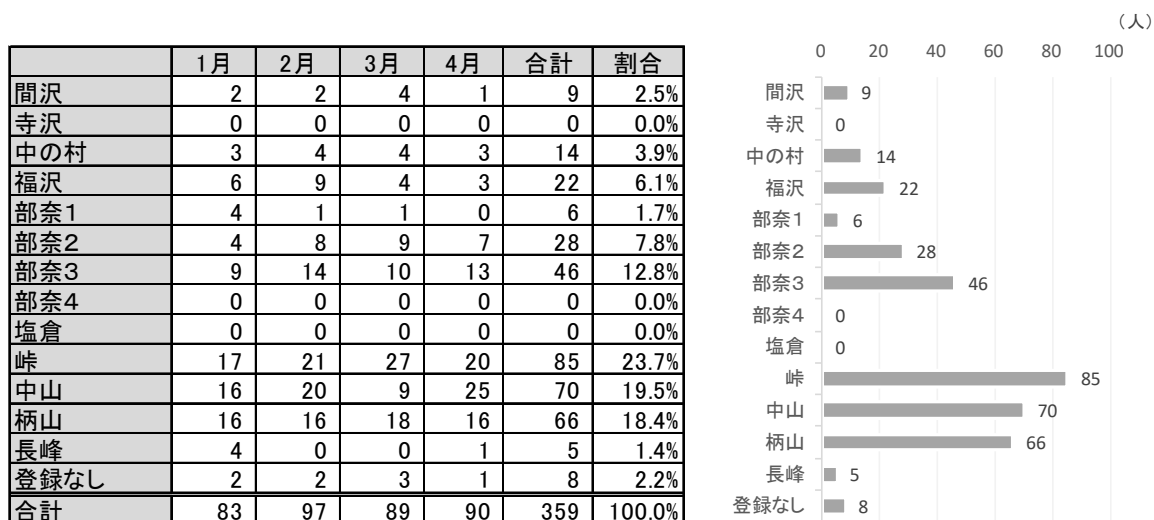 1月 2月 3月 4月 合計 割合
間沢 2 2 4 1 9 2.5%
寺沢 0 0 0 0 0 0.0%
中の村 3 4 4 3 14 3.9%
福沢 6 9 4 3 22 6.1%
部奈1 4 1 1 0 6 1.7%
部奈2 4 8 9 7 28 7.8%
部奈3 9 14 10 13 46 12.8%
部奈4 0 0 0 0 0 0.0%
塩倉 0 0 0 0 0 0.0%
峠 17 21 27 20 85 23.7%
中山 16 20 9 25 70 19.5%
柄山 16 16 18 16 66 18.4%
長峰 4 0 0 1 5 1.4%
登録なし 2 2 3 1 8 2.2%
合計 83 97 89 90 359 100.0%
（人）
0 20 40 60 80 100
間沢 9
寺沢 0
中の村 14
福沢 22
部奈1 6
部奈2 28
部奈3 46
部奈4 0
塩倉 0
峠 85
中山 70
柄山 66
長峰 5
登録なし 8